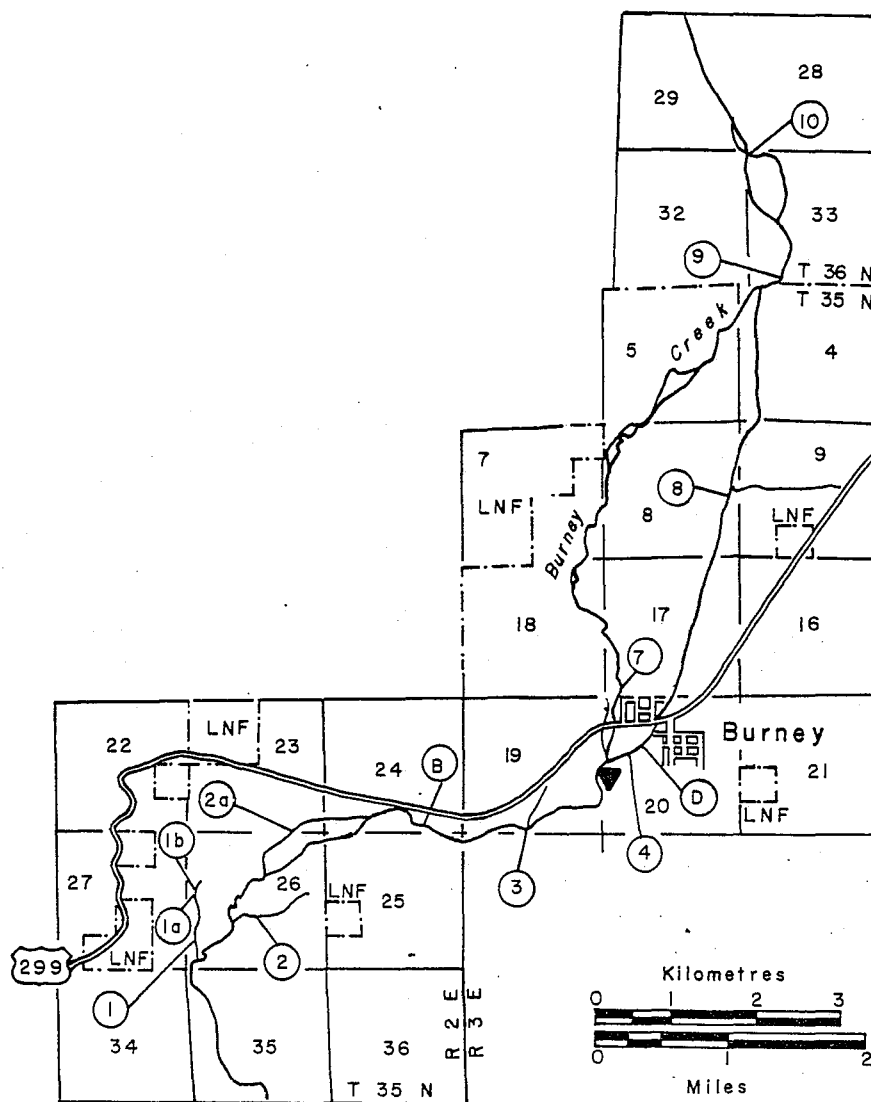 28
29
10
32
33
9
T 36 N
T 35 N
Creek
5
4
7
9
8
LNF
8
LNF
Burney
18
17
16
7
LNF
22
23
24
B
19
Burney
21
2a
20
D
LNF
1b
4
27
26
LNF
25
3
1a
LNF
2
299
1
R 2 E
R 3 E
34
35
36
T 35 N
Kilometres
0 1 2 3
0 1 2
Miles